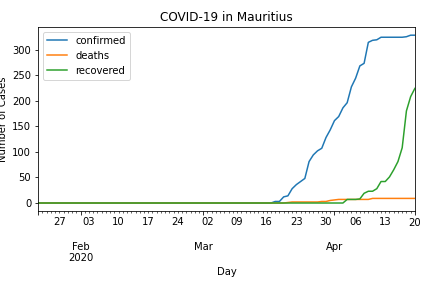 COVID-19 in Mauritius
confirmed
deaths
recovered
Number of Cases
300
250
200
150
100
50
0
27 03 10 17 24 02 09 16 23 30 06 13 20
Feb Mar Apr
2020
Day